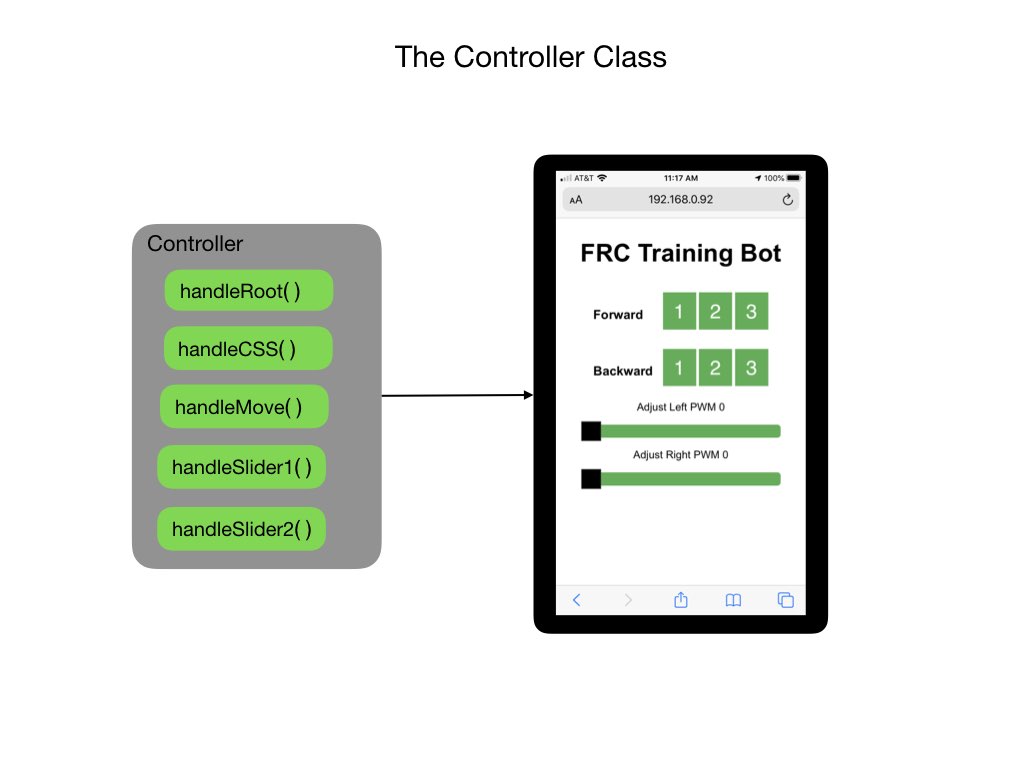 The Controller Class
Controller
handleRoot( )
handleCSS( )
handleMove( )
handleSlider1( )
handleSlider2( )
AT&T 11:17 AM 100%
AA 192.168.0.92
FRC Training Bot
Forward 1 2 3
Backward 1 2 3
Adjust Left PWM 0
Adjust Right PWM 0